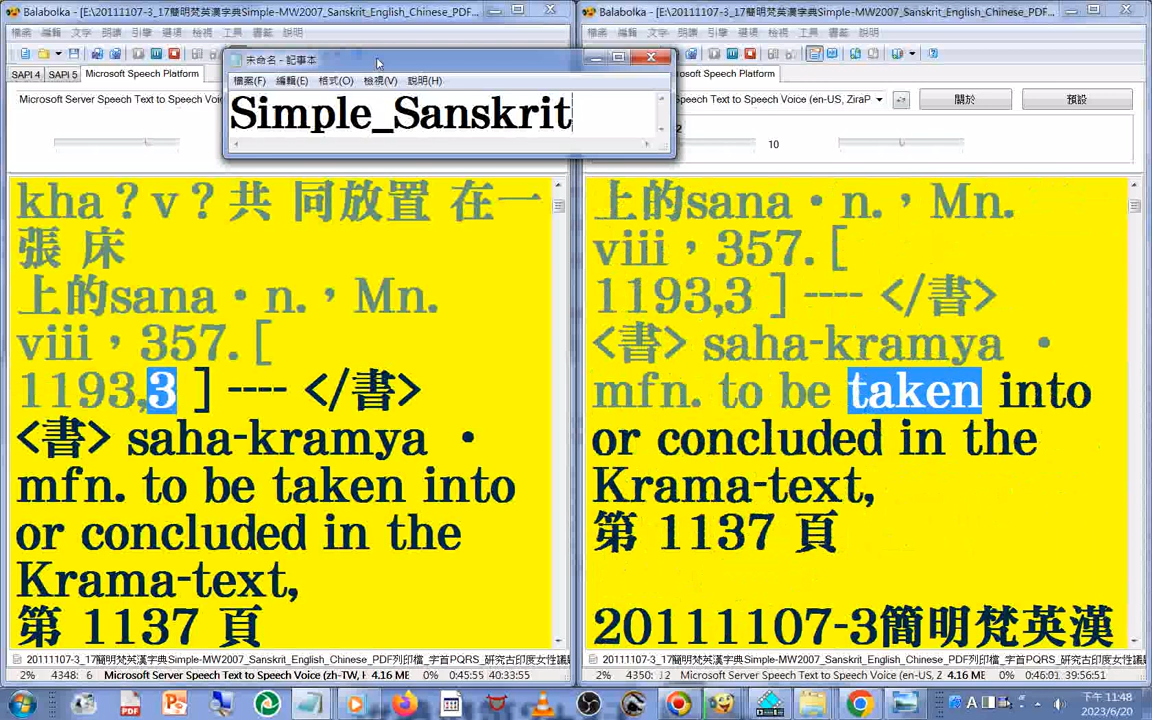 Balabolka - [E:\20111107-3_17簡明梵英漢字典Simple-MW2007_Sanskrit_English_Chinese_PDF...
檔案 編輯 文字 朗讀 引擎 選項 檢視 工具 書籤 說明
SAPI 4 SAPI 5 Microsoft Speech Platform
Microsoft Server Speech Text to Speech Voi
未命名 - 記事本
檔案(F) 編輯(E) 格式(O) 檢視(V) 說明(H)
Simple_Sanskrit
kha？v？共 同放置 在一
張 床
上的sana・n.，Mn.
viii，357. [
1193,3 ] ---- </書>
<書> saha-kramya ・
mfn. to be taken into
or concluded in the
Krama-text,
第 1137 頁
20111107-3_17簡明梵英漢字典Simple-MW2007_Sanskrit_English_Chinese_PDF列印檔_字首PQRS_研究古印度女性議
2% 4348: 6 Microsoft Server Speech Text to Speech Voice (zh-TW, H 4.16 MB 0% 0:45:55 40:33:55
Balabolka - [E:\20111107-3_17簡明梵英漢字典Simple-MW2007_Sanskrit_English_Chinese_PDF...
檔案 編輯 文字 朗讀 引擎 選項 檢視 工具 書籤 說明
Speech Platform
Speech Text to Speech Voice (en-US, ZiraP
關於
預設
2
10
上的sana・n.，Mn.
viii，357. [
1193,3 ] ---- </書>
<書> saha-kramya ・
mfn. to be taken into
or concluded in the
Krama-text,
第 1137 頁
20111107-3簡明梵英漢
20111107-3_17簡明梵英漢字典Simple-MW2007_Sanskrit_English_Chinese_PDF列印檔_字首PQRS_研究古印度女性議
2% 4350: 2 Microsoft Server Speech Text to Speech Voice (en-US, Z 4.16 MB 0% 0:46:01 39:56:51
下午 11:48
2023/6/20